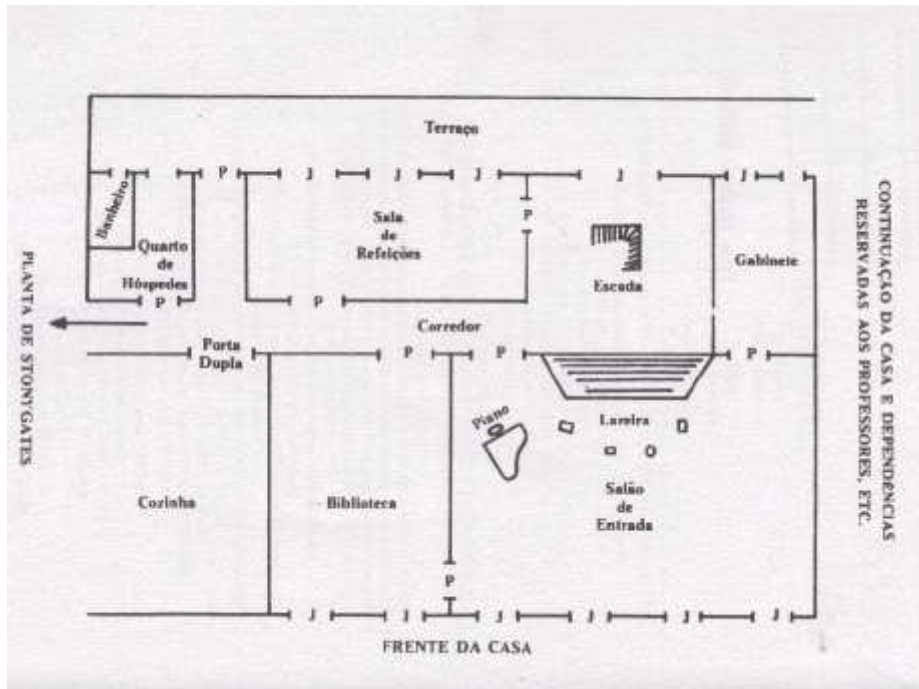 Terraço
P
J
J
J
J
J
Banheiro
Quarto
de
Hóspedes
P
Sala
de
Refeições
P
Escada
Gabinete
P
Corredor
Porta
Dupla
P
P
P
Piano
Lareira
Cozinha
Biblioteca
Salão
de
Entrada
P
J
J
J
J
J
J
FRENTE DA CASA
PLANTA DE STONYGATES
CONTINUAÇÃO DA CASA E DEPENDÊNCIAS
RESERVADAS AOS PROFESSORES, ETC.